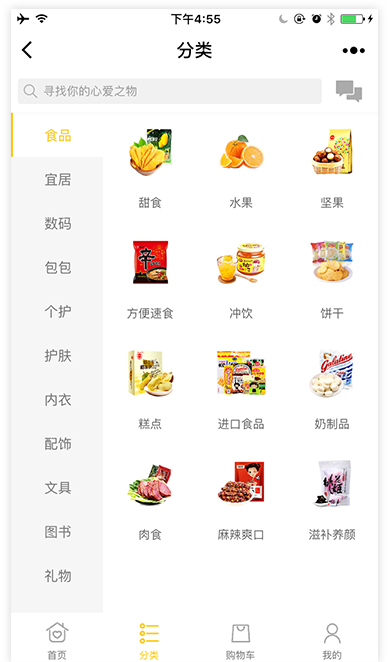 下午4:55
分类
寻找你的心爱之物
食品
宜居
数码
包包
个护
护肤
内衣
配饰
文具
图书
礼物
甜食
水果
坚果
方便速食
冲饮
饼干
糕点
进口食品
奶制品
肉食
麻辣爽口
滋补养颜
首页
分类
购物车
我的